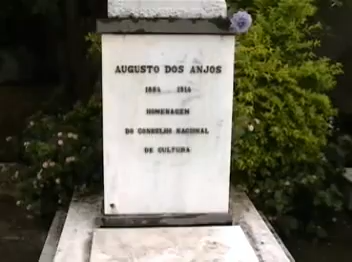 AUGUSTO DOS ANJOS
1884 1914
HOMENAGEM
DO CONSELHO NACIONAL
DE CULTURA